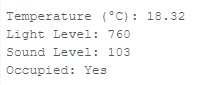 Temperature (°C): 18.32
Light Level: 760
Sound Level: 103
Occupied: Yes